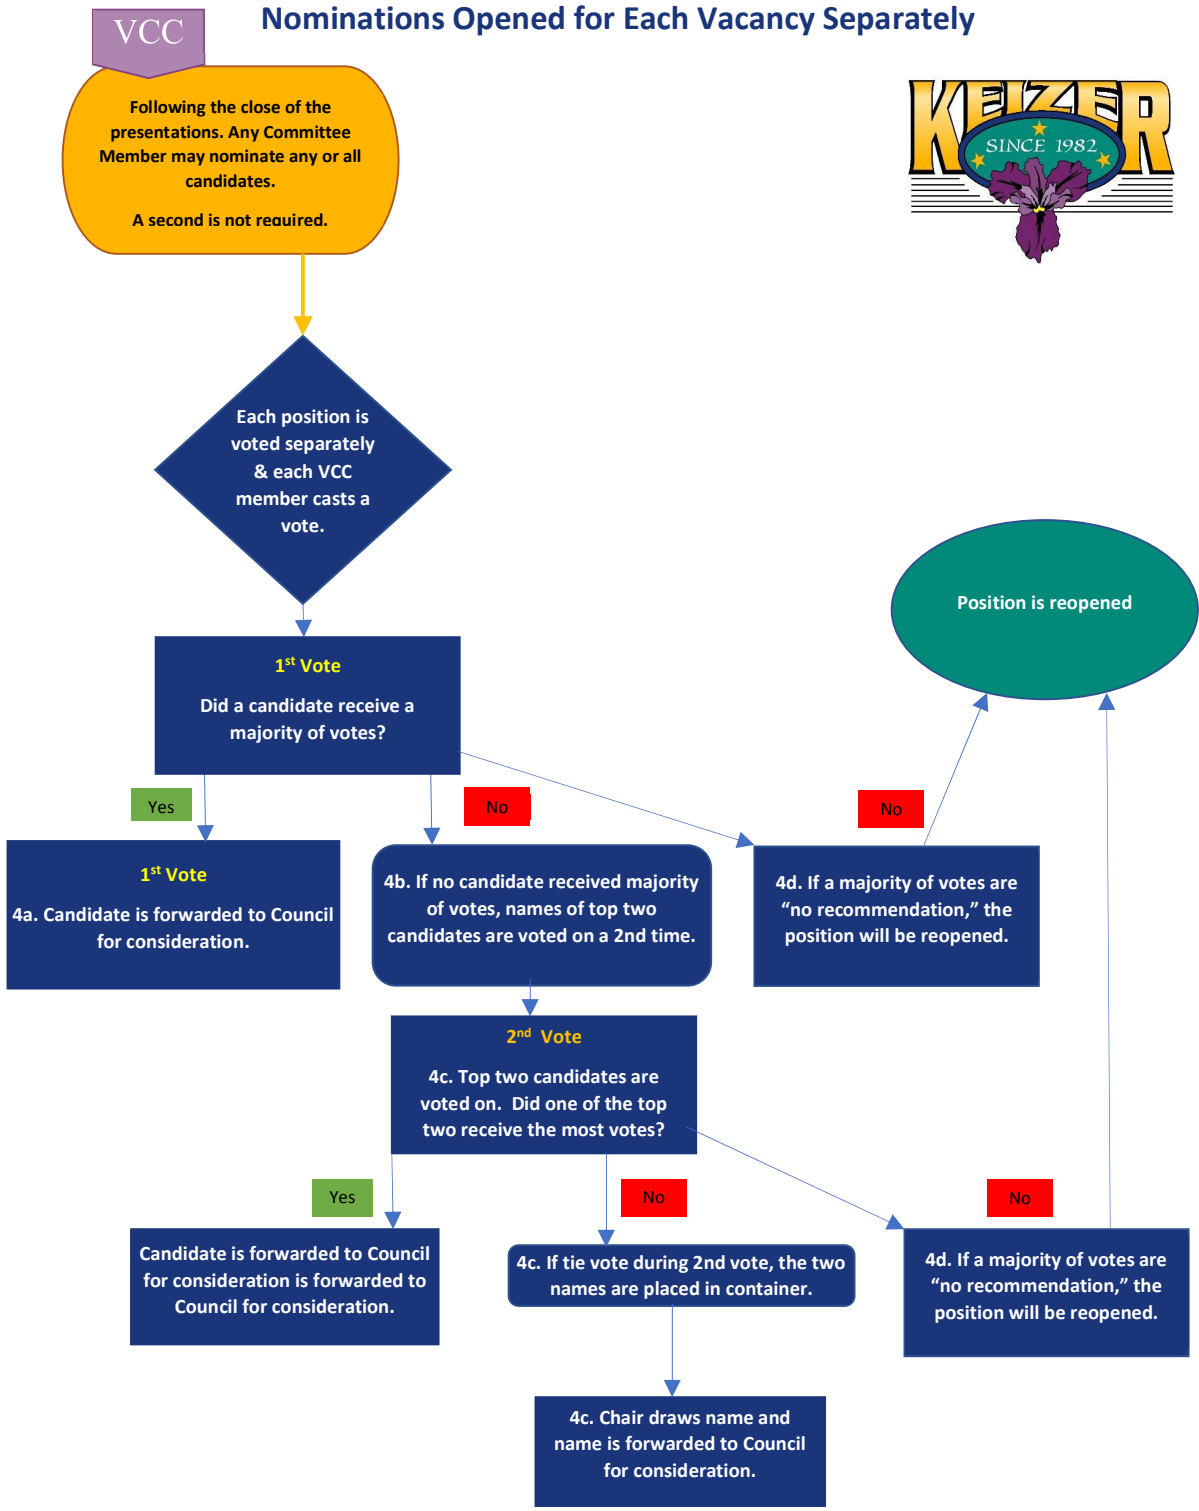 Nominations Opened for Each Vacancy Separately
VCC
KEIZER
SINCE 1982
Following the close of the
presentations. Any Committee
Member may nominate any or all
candidates.
A second is not required.
Each position is
voted separately
& each VCC
member casts a
vote.
Position is reopened
1st Vote
Did a candidate receive a
majority of votes?
Yes
No
No
1st Vote
4a. Candidate is forwarded to Council
for consideration.
4b. If no candidate received majority
of votes, names of top two
candidates are voted on a 2nd time.
4d. If a majority of votes are
“no recommendation,” the
position will be reopened.
2nd Vote
4c. Top two candidates are
voted on. Did one of the top
two receive the most votes?
Yes
No
No
Candidate is forwarded to Council
for consideration is forwarded to
Council for consideration.
4c. If tie vote during 2nd vote, the two
names are placed in container.
4d. If a majority of votes are
“no recommendation,” the
position will be reopened.
4c. Chair draws name and
name is forwarded to Council
for consideration.